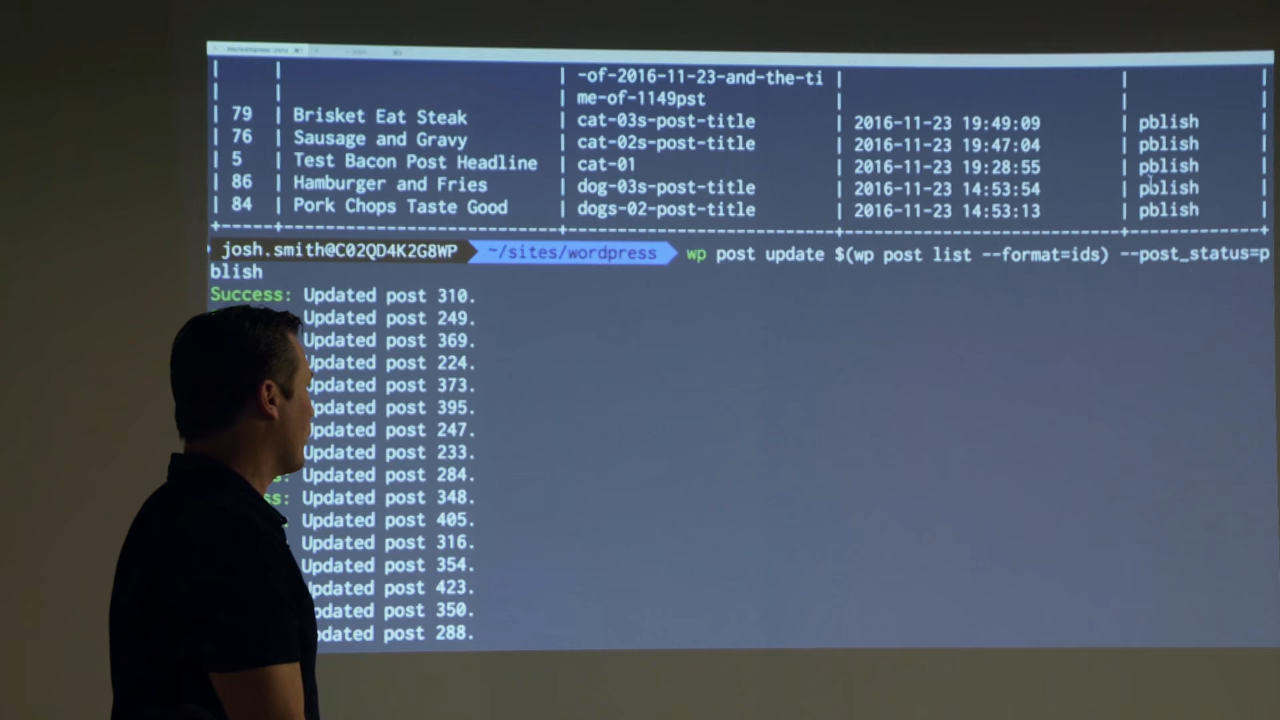 | | | -of-2016-11-23-and-the-ti | | |
| | | me-of-1149pst | | |
| 79 | Brisket Eat Steak | cat-03s-post-title | 2016-11-23 19:49:09 | pblish |
| 76 | Sausage and Gravy | cat-02s-post-title | 2016-11-23 19:47:04 | pblish |
| 5 | Test Bacon Post Headline | cat-01 | 2016-11-23 19:28:55 | pblish |
| 86 | Hamburger and Fries | dog-03s-post-title | 2016-11-23 14:53:54 | pblish |
| 84 | Pork Chops Taste Good | dogs-02-post-title | 2016-11-23 14:53:13 | pblish |
josh.smith@C02QD4K2G8WP ~/sites/wordpress wp post update $(wp post list --format=ids) --post_status=p
blish
Success: Updated post 310.
Updated post 249.
Updated post 369.
Updated post 224.
pdated post 373.
pdated post 395.
pdated post 247.
Updated post 233.
s: Updated post 284.
ss: Updated post 348.
Updated post 405.
Updated post 316.
Updated post 354.
pdated post 423.
pdated post 350.
pdated post 288.